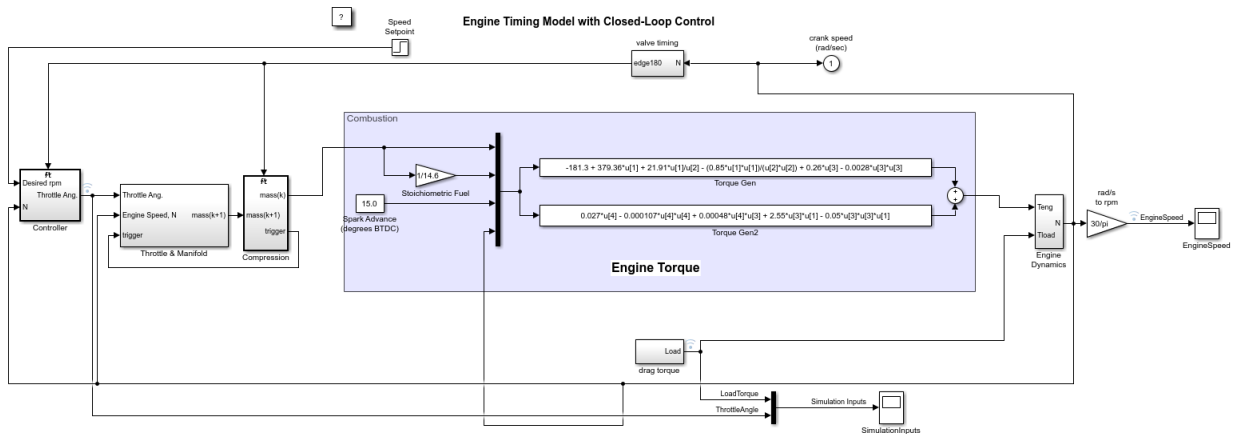 ?
Engine Timing Model with Closed-Loop Control
Speed
Setpoint
valve timing
edge180
N
crank speed
(rad/sec)
1
Combustion
Desired rpm
Throttle Ang.
N
Controller
Throttle Ang.
Engine Speed, N
mass(k+1)
trigger
Throttle & Manifold
mass(k)
mass(k+1)
trigger
Compression
1/14.6
Stoichiometric Fuel
15.0
Spark Advance
(degrees BTDC)
-181.3 + 379.36*u[1] + 21.91*u[1]/u[2] - (0.85*u[1]*u[1])/(u[2]*u[2]) + 0.26*u[3] - 0.0028*u[3]*u[3]
Torque Gen
0.027*u[4] - 0.000107*u[4]*u[4] + 0.00048*u[4]*u[3] + 2.55*u[3]*u[1] - 0.05*u[3]*u[3]*u[1]
Torque Gen2
+
+
Engine Torque
Teng
N
Tload
Engine
Dynamics
rad/s
to rpm
30/pi
EngineSpeed
EngineSpeed
Load
drag torque
LoadTorque
ThrottleAngle
Simulation Inputs
SimulationInputs